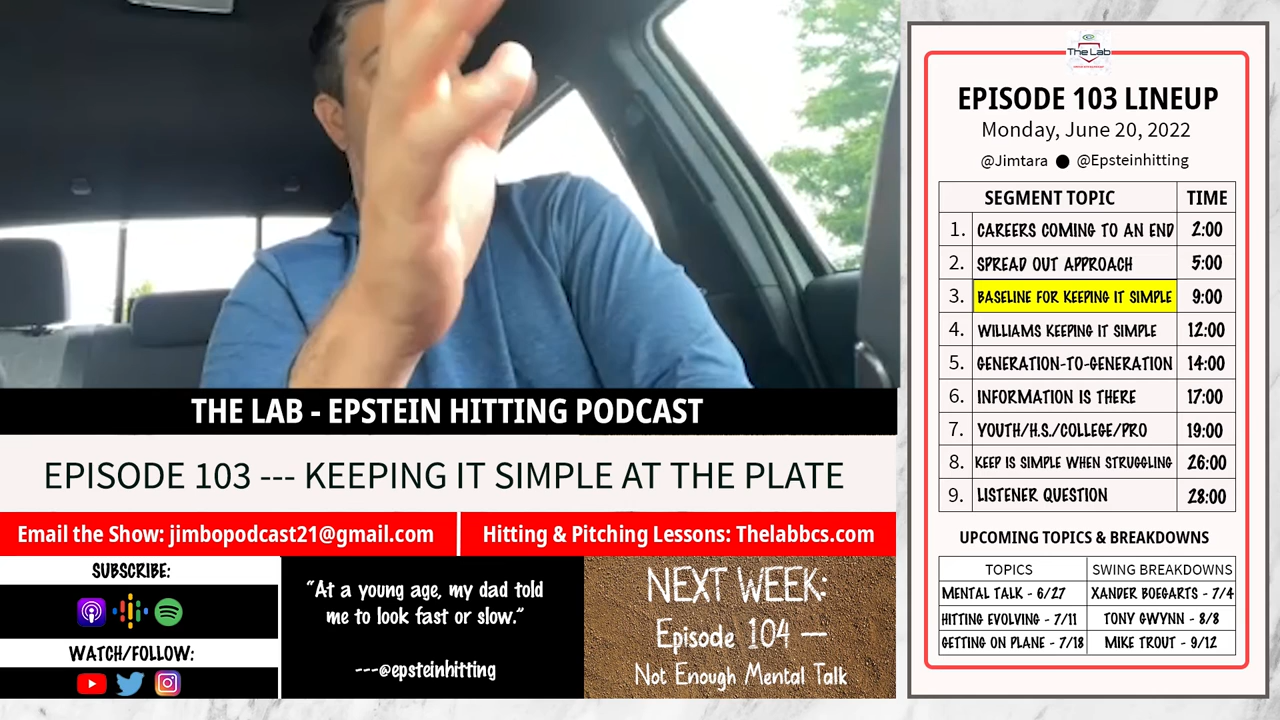 THE LAB - EPSTEIN HITTING PODCAST
EPISODE 103 --- KEEPING IT SIMPLE AT THE PLATE
Email the Show: jimbopodcast21@gmail.com
Hitting & Pitching Lessons: Thelabbcs.com
SUBSCRIBE:
WATCH/FOLLOW:
“At a young age, my dad told
me to look fast or slow.”
---@epsteinhitting
NEXT WEEK:
Episode 104 —
Not Enough Mental Talk
The Lab
EPISODE 103 LINEUP
Monday, June 20, 2022
@Jimtara ● @Epsteinhitting
SEGMENT TOPIC TIME
1. CAREERS COMING TO AN END 2:00
2. SPREAD OUT APPROACH 5:00
3. BASELINE FOR KEEPING IT SIMPLE 9:00
4. WILLIAMS KEEPING IT SIMPLE 12:00
5. GENERATION-TO-GENERATION 14:00
6. INFORMATION IS THERE 17:00
7. YOUTH/H.S./COLLEGE/PRO 19:00
8. KEEP IS SIMPLE WHEN STRUGGLING 26:00
9. LISTENER QUESTION 28:00
UPCOMING TOPICS & BREAKDOWNS
TOPICS SWING BREAKDOWNS
MENTAL TALK - 6/27 XANDER BOEGARTS - 7/4
HITTING EVOLVING - 7/11 TONY GWYNN - 8/8
GETTING ON PLANE - 7/18 MIKE TROUT - 9/12